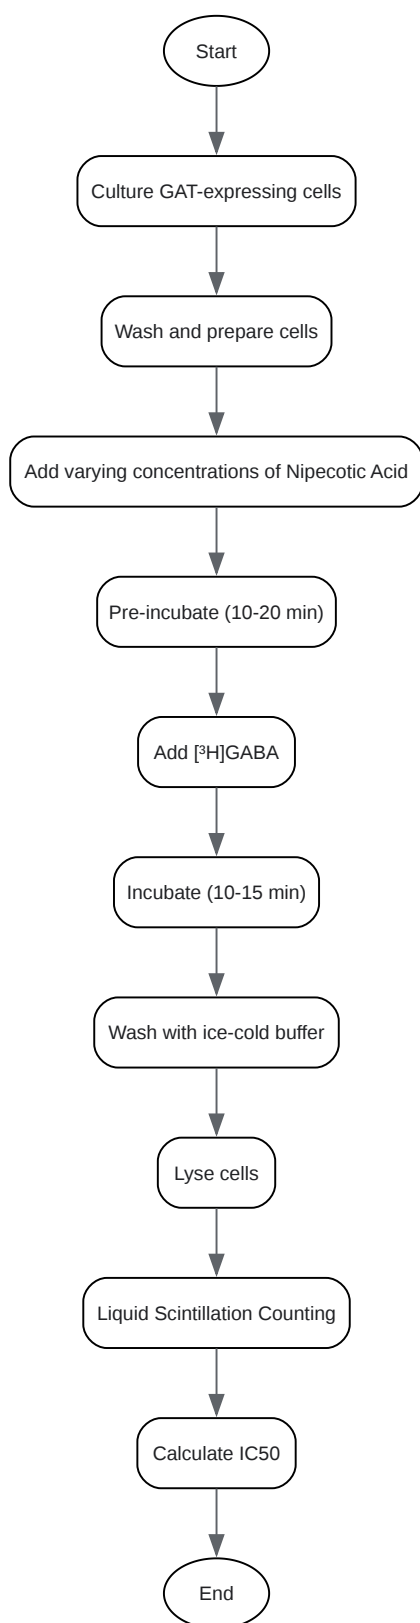 Start
Culture GAT-expressing cells
Wash and prepare cells
Add varying concentrations of Nipecotic Acid
Pre-incubate (10-20 min)
Add [³H]GABA
Incubate (10-15 min)
Wash with ice-cold buffer
Lyse cells
Liquid Scintillation Counting
Calculate IC50
End